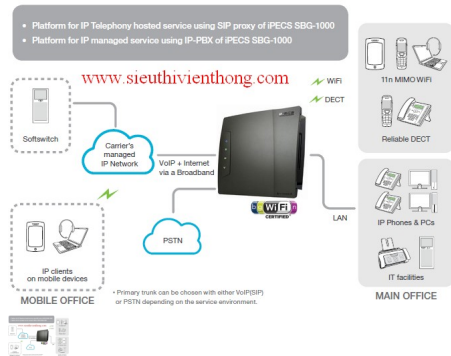 • Platform for IP Telephony hosted service using SIP proxy of iPECS SBG-1000
• Platform for IP managed service using IP-PBX of iPECS SBG-1000
www.sieuthivienthong.com
WiFi
DECT
11n MIMO WiFi
Softswitch
Carrier's
managed
IP Network
VoIP + Internet
via a Broadband
Reliable DECT
Wi Fi
CERTIFIED
LAN
PSTN
IP Phones & PCs
IP clients
on mobile devices
IT facilities
MOBILE OFFICE
• Primary trunk can be chosen with either VoIP(SIP)
or PSTN depending on the service environment.
MAIN OFFICE